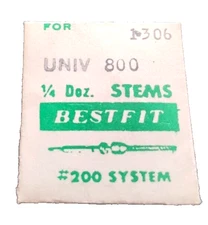 FOR 1306
UNIV 800
¼ Doz. STEMS
BESTFIT
#200 SYSTEM